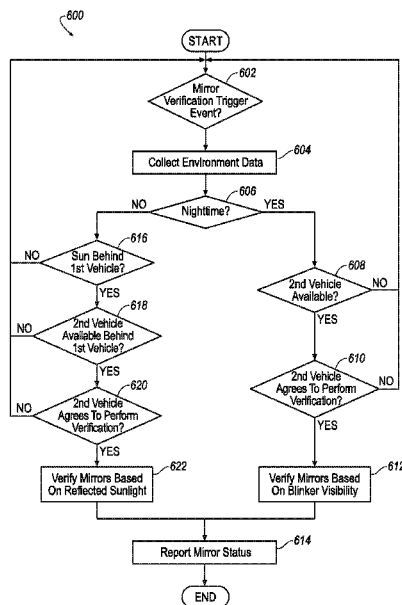 600
START
602
Mirror
Verification Trigger
Event?
604
Collect Environment Data
606
NO
Nighttime?
YES
616
NO
Sun Behind
1st Vehicle?
YES
608
2nd Vehicle
Available?
NO
YES
618
NO
2nd Vehicle
Available Behind
1st Vehicle?
YES
610
2nd Vehicle
Agrees To Perform
Verification?
NO
YES
620
NO
2nd Vehicle
Agrees To Perform
Verification?
YES
622
Verify Mirrors Based
On Reflected Sunlight
612
Verify Mirrors Based
On Blinker Visibility
614
Report Mirror Status
END